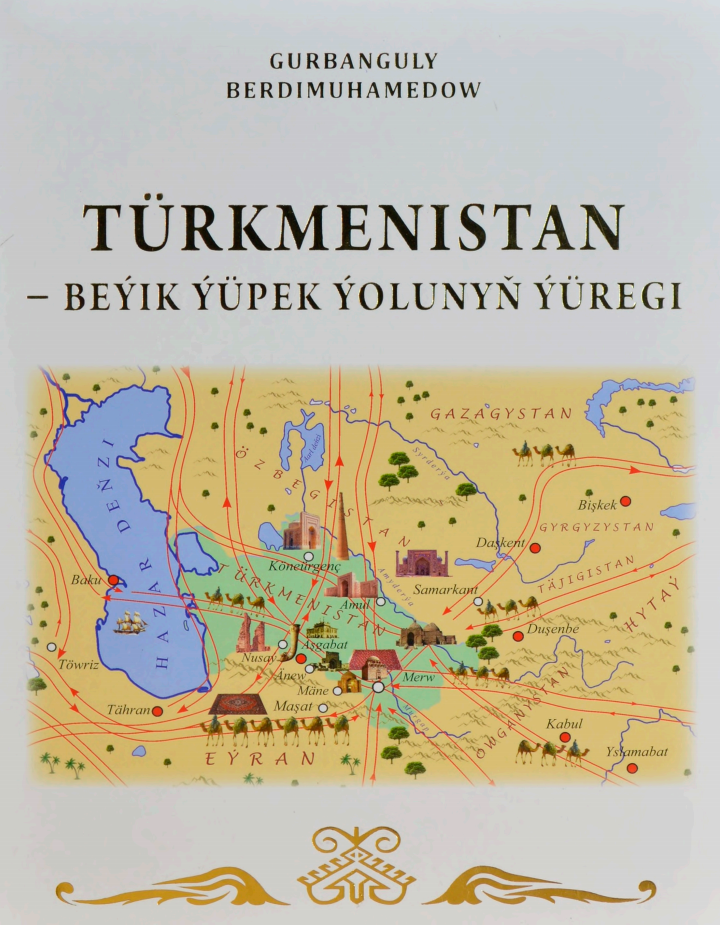 GURBANGULY
BERDIMUHAMEDOW
TÜRKMENISTAN
– BEÝIK ÝÜPEK ÝOLUNYŇ ÝÜREGI
GAZAGYSTAN
ÖZBEGISTAN
Syrderýa
HAZAR DEŇZI
Bişkek
GYRGYZYSTAN
Daşkent
Köneürgenç
TÜRKMENISTAN
Baku
Amyderýa
Samarkant
TÄJIGISTAN
HYTAÝ
Amul
Duşenbe
Aşgabat
Nusaý
Töwriz
Änew
Merw
Mäne
Maşat
Tähran
Murgap
OWGANYSTAN
Kabul
Yslamabat
EÝRAN